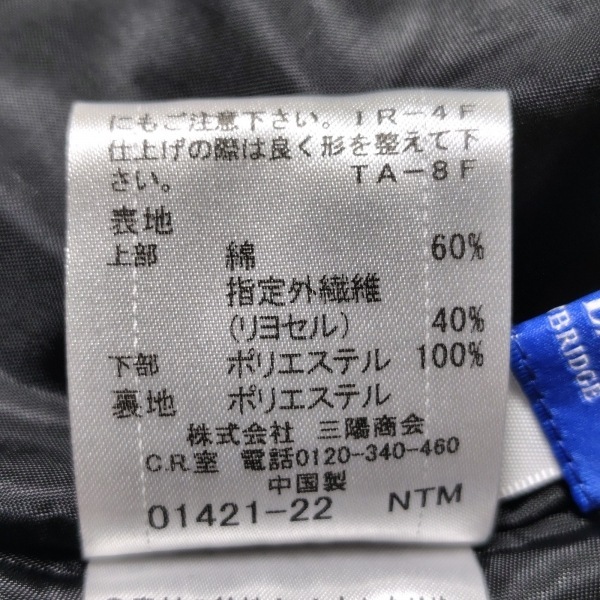 にもご注意下さい。IR-4F
仕上げの際は良く形を整えて下
さい。 TA-8F
表地
上部 綿 60%
指定外繊維
(リヨセル) 40%
下部 ポリエステル 100%
裏地 ポリエステル
株式会社 三陽商会
C.R.室 電話0120-340-460
中国製
01421-22 NTM
BRIDGE